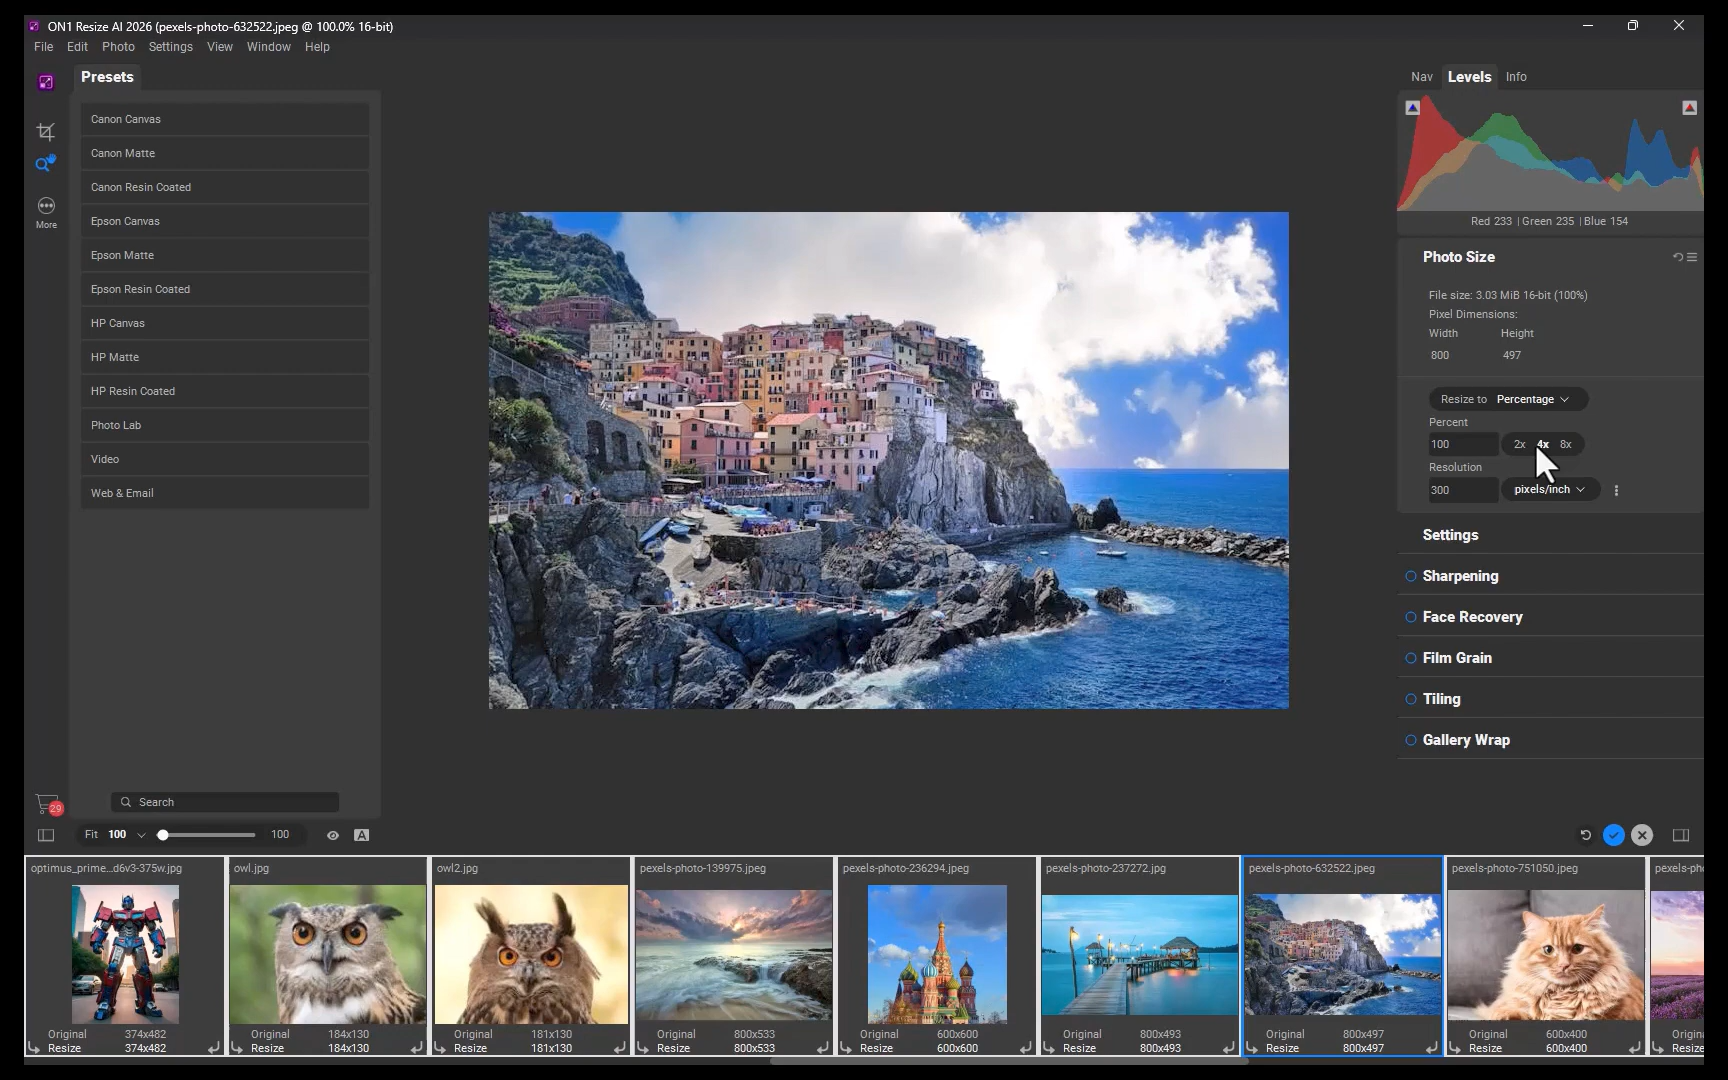 ON1 Resize AI 2026 (pexels-photo-632522.jpeg @ 100.0% 16-bit)
File Edit Photo Settings View Window Help
Presets
Canon Canvas
Canon Matte
Canon Resin Coated
Epson Canvas
Epson Matte
Epson Resin Coated
HP Canvas
HP Matte
HP Resin Coated
Photo Lab
Video
Web & Email
More
29
Search
Fit 100 100
A
Nav Levels Info
Red 233 | Green 235 | Blue 154
Photo Size
File size: 3.03 MiB 16-bit (100%)
Pixel Dimensions:
Width Height
800 497
Resize to Percentage
Percent
100 2x 4x 8x
Resolution
300 pixels/inch
Settings
Sharpening
Face Recovery
Film Grain
Tiling
Gallery Wrap
optimus_prime...d6v3-375w.jpg
Original 374x482
Resize 374x482
owl.jpg
Original 184x130
Resize 184x130
owl2.jpg
Original 181x130
Resize 181x130
pexels-photo-139975.jpeg
Original 800x533
Resize 800x533
pexels-photo-236294.jpeg
Original 600x600
Resize 600x600
pexels-photo-237272.jpg
Original 800x493
Resize 800x493
pexels-photo-632522.jpeg
Original 800x497
Resize 800x497
pexels-photo-751050.jpeg
Original 600x400
Resize 600x400
pexels-ph
Origin
Resize